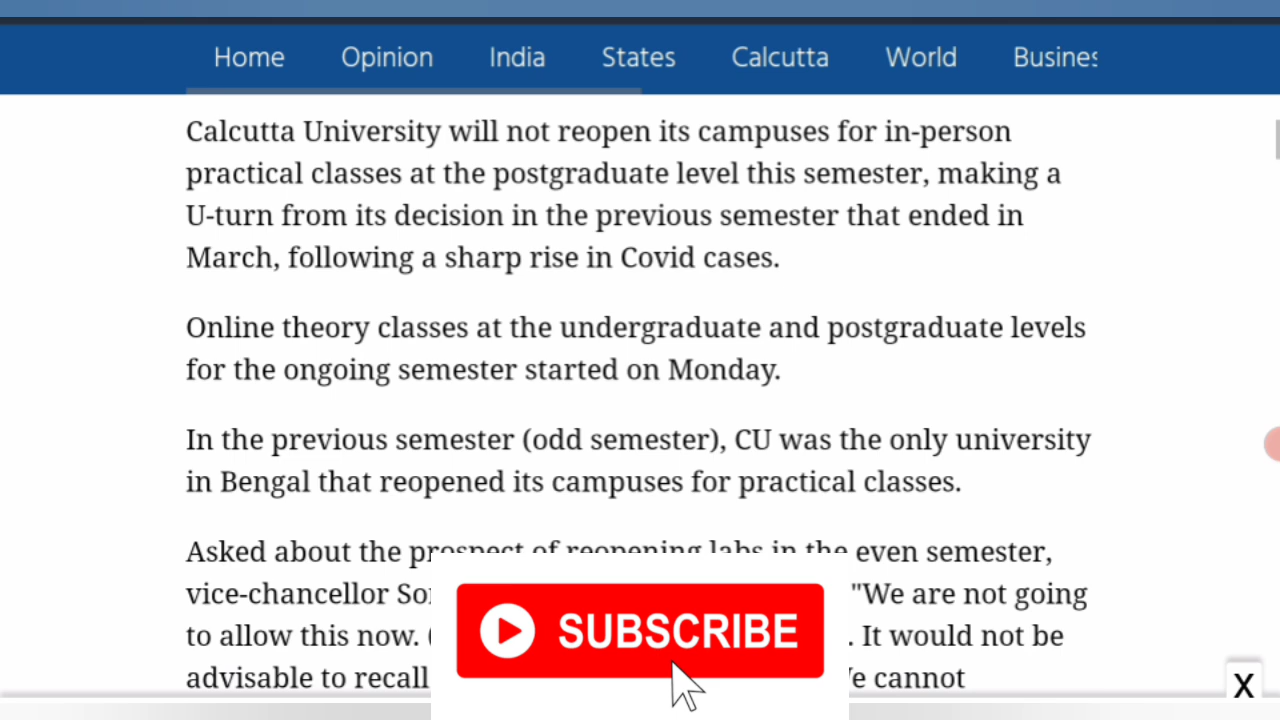 Home Opinion India States Calcutta World Busines
Calcutta University will not reopen its campuses for in-person
practical classes at the postgraduate level this semester, making a
U-turn from its decision in the previous semester that ended in
March, following a sharp rise in Covid cases.
Online theory classes at the undergraduate and postgraduate levels
for the ongoing semester started on Monday.
In the previous semester (odd semester), CU was the only university
in Bengal that reopened its campuses for practical classes.
Asked about the prospect of reopening labs in the even semester,
vice-chancellor "We are not going
to allow this now. It would not be
advisable to recall cannot
SUBSCRIBE
X